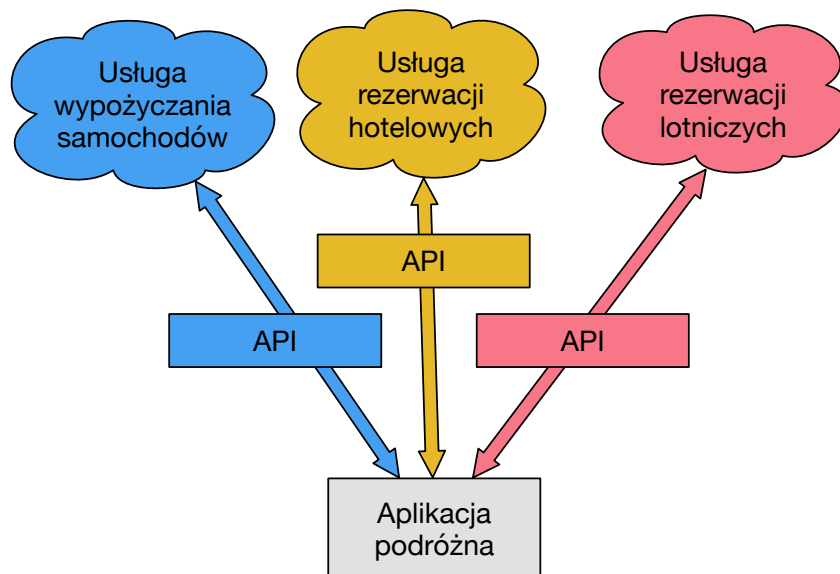 Usługa
wypożyczania
samochodów
Usługa
rezerwacji
hotelowych
Usługa
rezerwacji
lotniczych
API
API
API
Aplikacja
podróżna